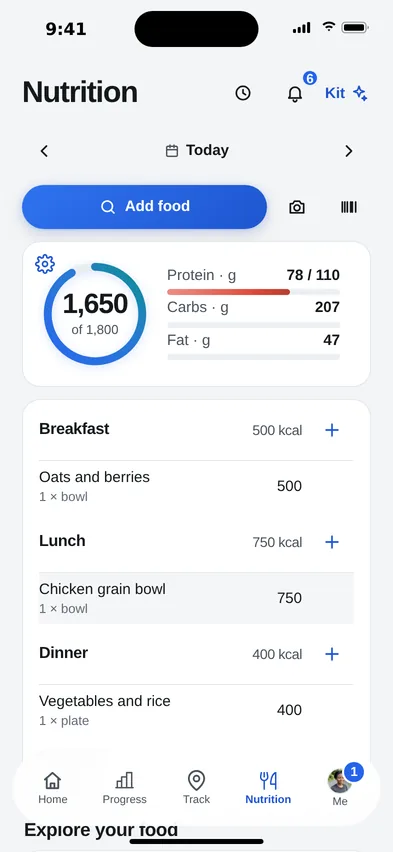 9:41
Nutrition
6
Kit
Today
Add food
1,650
of 1,800
Protein · g 78 / 110
Carbs · g 207
Fat · g 47
Breakfast 500 kcal
Oats and berries 500
1 × bowl
Lunch 750 kcal
Chicken grain bowl 750
1 × bowl
Dinner 400 kcal
Vegetables and rice 400
1 × plate
1
Home Progress Track Nutrition Me
Explore your food